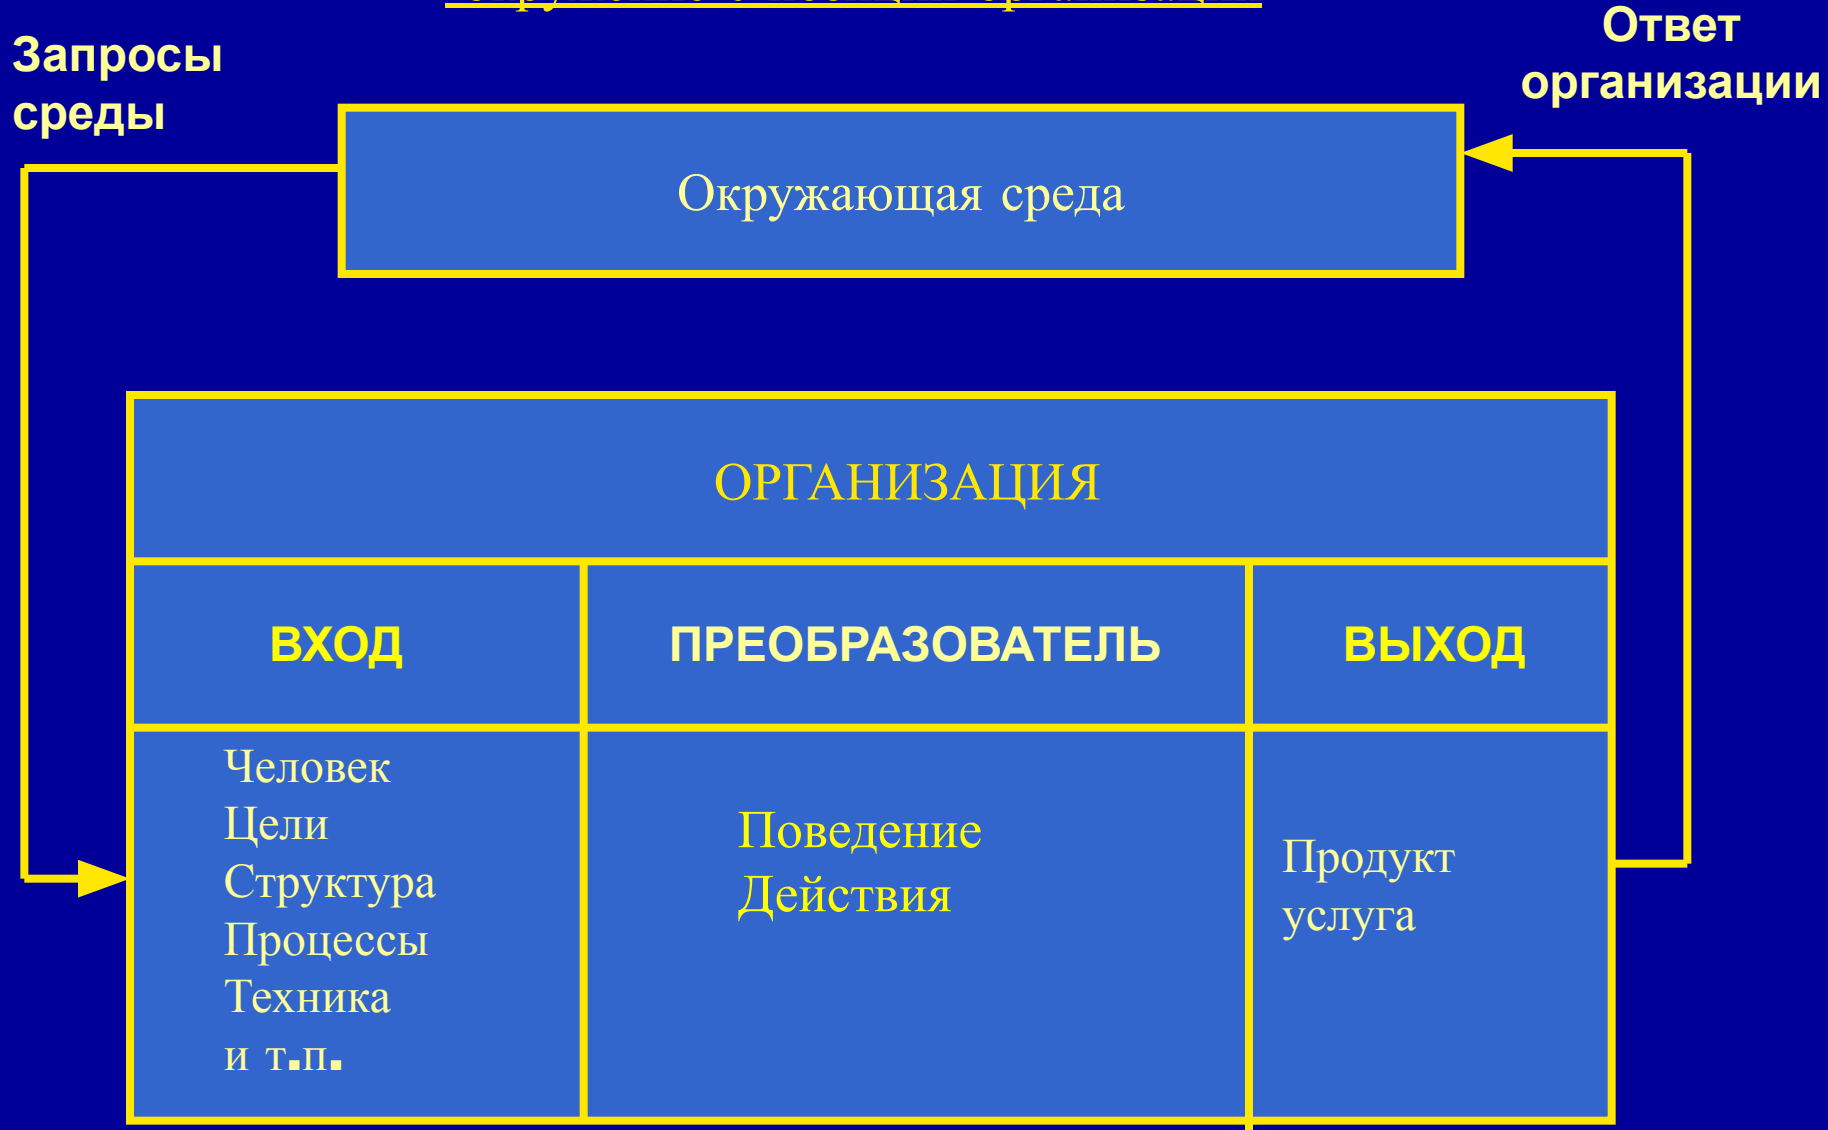 Запросы
среды
Ответ
организации
Окружающая среда
ОРГАНИЗАЦИЯ
ВХОД
ПРЕОБРАЗОВАТЕЛЬ
ВЫХОД
Человек
Цели
Структура
Процессы
Техника
и т.п.
Поведение
Действия
Продукт
услуга